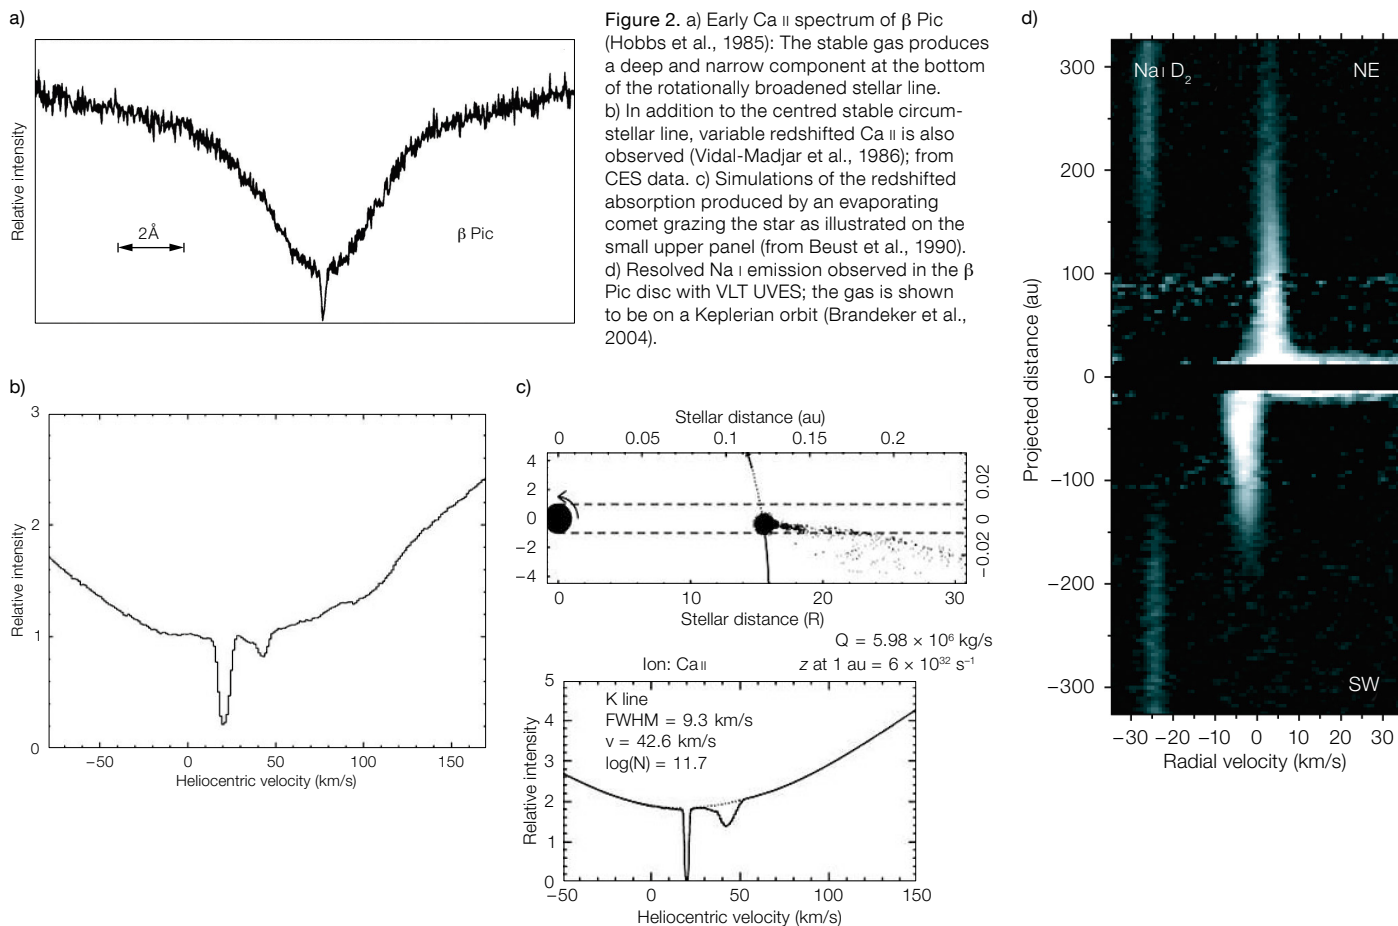 a)
Relative intensity
2Å
β Pic
Figure 2. a) Early Ca II spectrum of β Pic
(Hobbs et al., 1985): The stable gas produces
a deep and narrow component at the bottom
of the rotationally broadened stellar line.
b) In addition to the centred stable circum-
stellar line, variable redshifted Ca II is also
observed (Vidal-Madjar et al., 1986); from
CES data. c) Simulations of the redshifted
absorption produced by an evaporating
comet grazing the star as illustrated on the
small upper panel (from Beust et al., 1990).
d) Resolved Na I emission observed in the β
Pic disc with VLT UVES; the gas is shown
to be on a Keplerian orbit (Brandeker et al.,
2004).
b)
3
2
1
0
Relative intensity
−50 0 50 100 150
Heliocentric velocity (km/s)
c)
Stellar distance (au)
0 0.05 0.1 0.15 0.2
4
2
0
−2
−4
0.02
0
−0.02
0 10 20 30
Stellar distance (R)
Q = 5.98 × 10⁶ kg/s
Ion: Ca II z at 1 au = 6 × 10³² s⁻¹
5
4
3
2
1
0
Relative intensity
K line
FWHM = 9.3 km/s
v = 42.6 km/s
log(N) = 11.7
−50 0 50 100 150
Heliocentric velocity (km/s)
d)
Na I D₂
NE
300
200
100
0
−100
−200
−300
Projected distance (au)
SW
−30 −20 −10 0 10 20 30
Radial velocity (km/s)